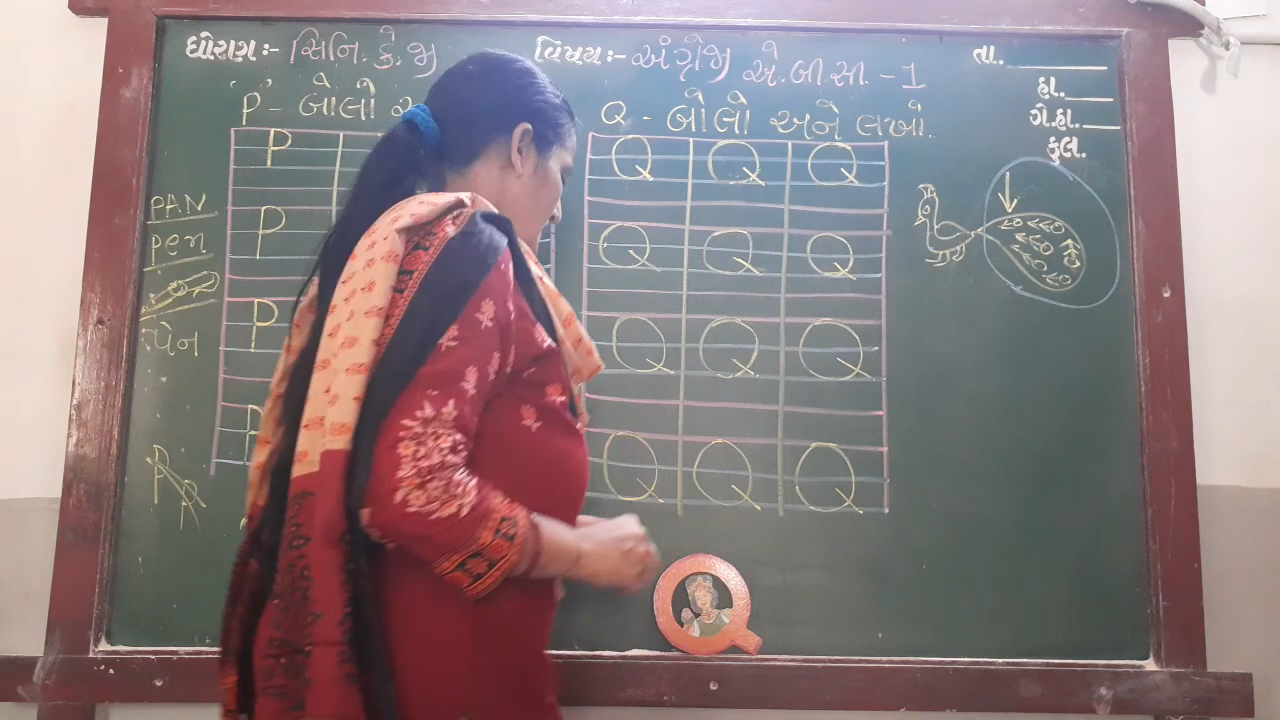 ધોરણ:- સિનિ. કે.જી
વિષય:- અંગ્રેજી એ.બી.સી. - 1
તા.
હા.
ગે.હા.
કુલ.
'P' - બોલો
Q - બોલો અને લખો.
P
P
P
P
Q Q Q
Q Q Q
Q Q Q
Q Q Q
PAN
pen
પેન
Q